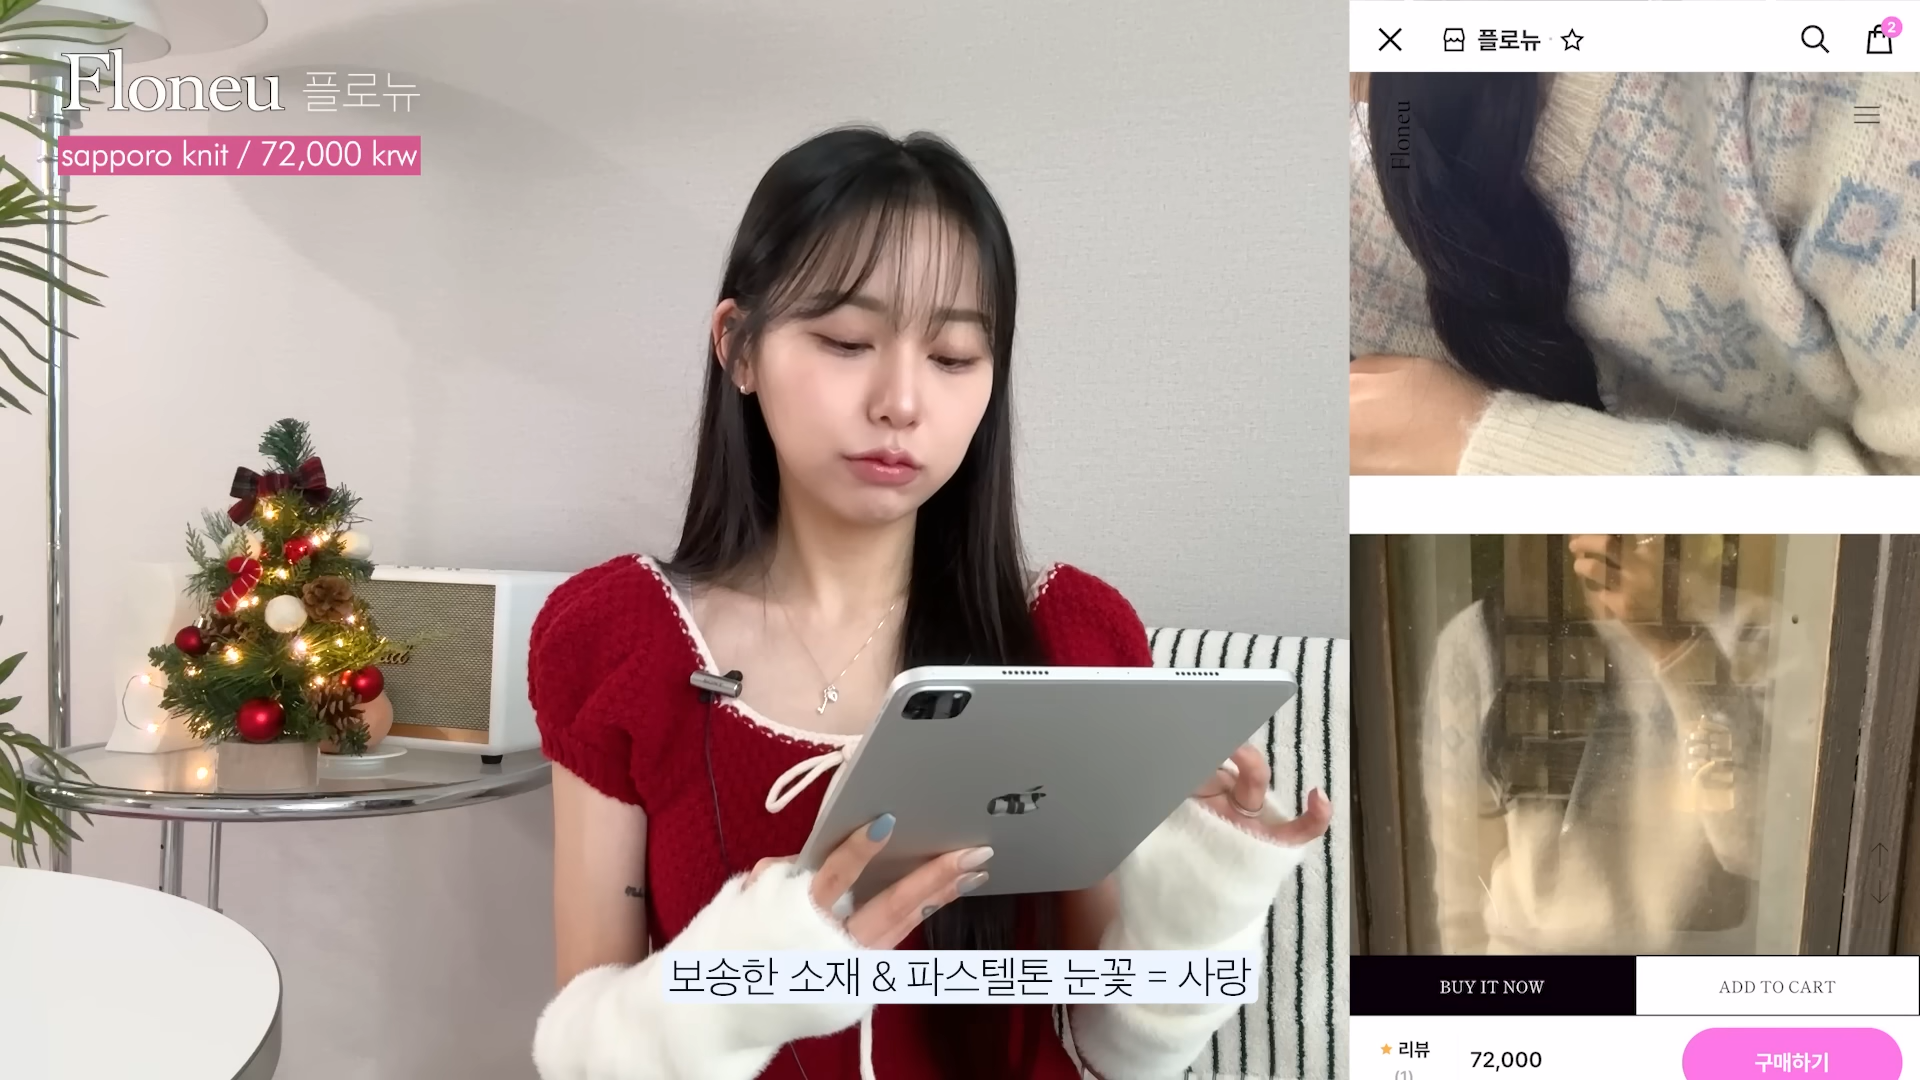 Floneu 플로뉴
sapporo knit / 72,000 krw
보송한 소재 & 파스텔톤 눈꽃 = 사랑
플로뉴
2
Floneu
BUY IT NOW
ADD TO CART
리뷰
(1)
72,000
구매하기